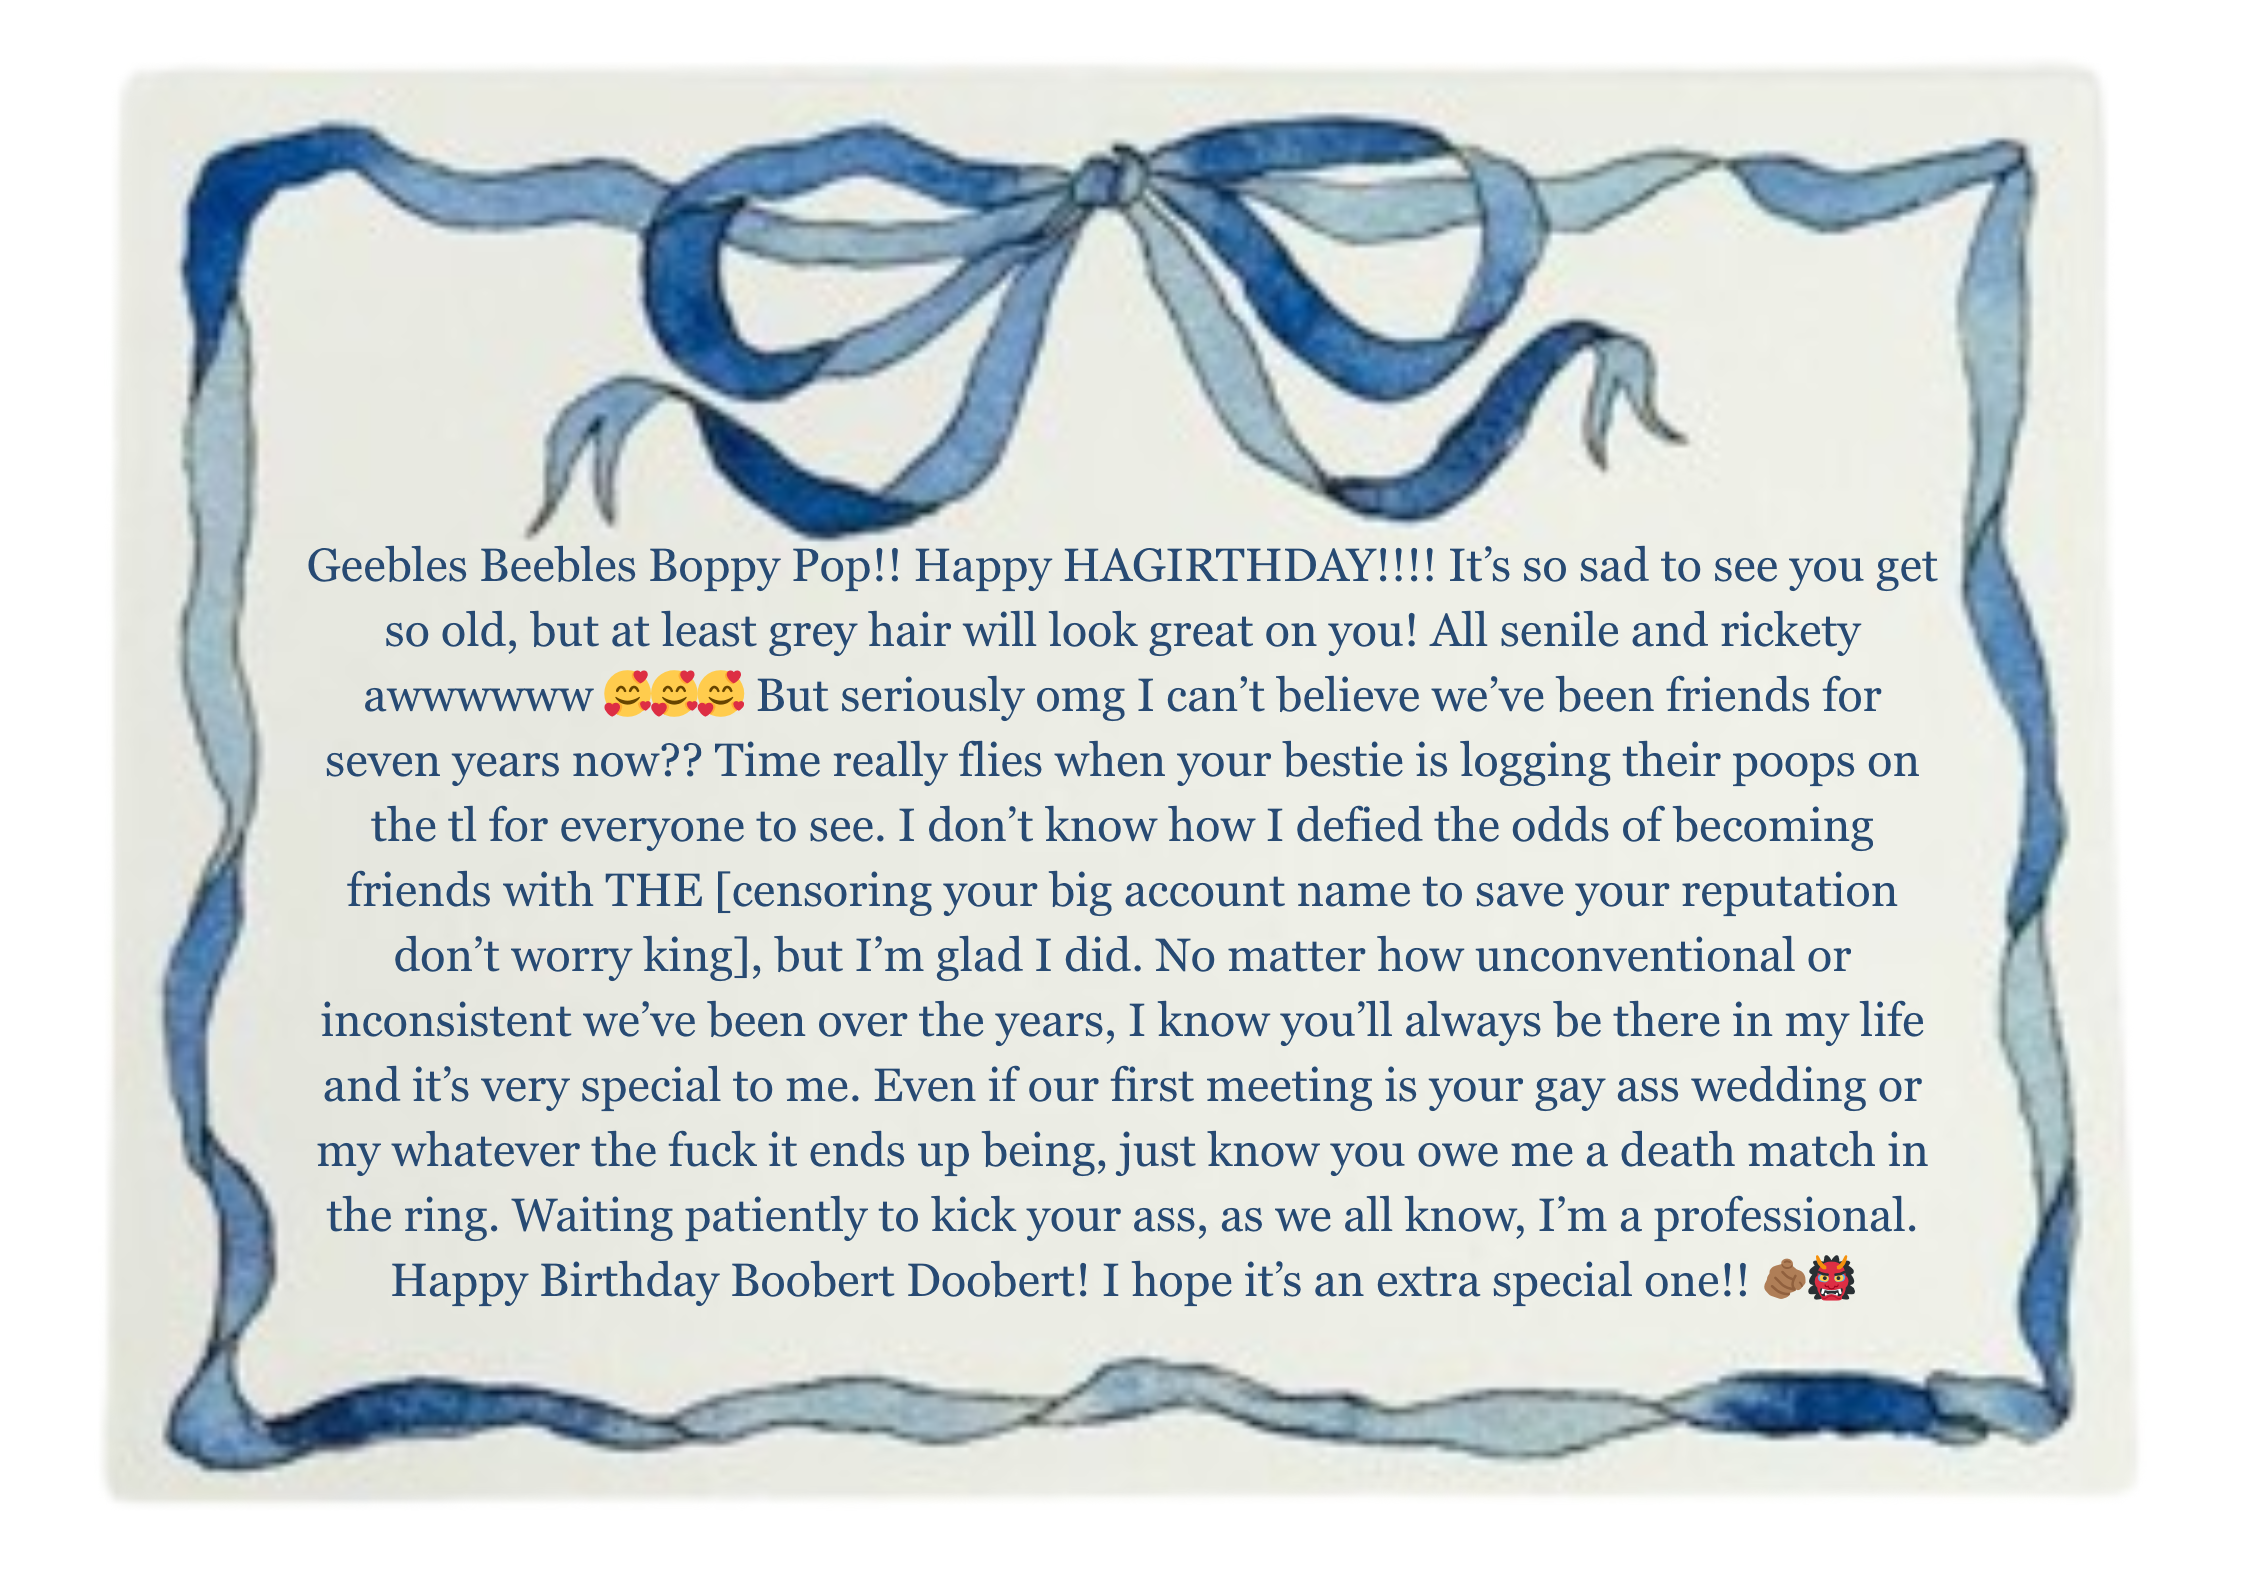 Geebles Beebles Boppy Pop!! Happy HAGIRTHDAY!!!! It’s so sad to see you get
so old, but at least grey hair will look great on you! All senile and rickety
awwwwww 🥰🥰🥰 But seriously omg I can’t believe we’ve been friends for
seven years now?? Time really flies when your bestie is logging their poops on
the tl for everyone to see. I don’t know how I defied the odds of becoming
friends with THE [censoring your big account name to save your reputation
don’t worry king], but I’m glad I did. No matter how unconventional or
inconsistent we’ve been over the years, I know you’ll always be there in my life
and it’s very special to me. Even if our first meeting is your gay ass wedding or
my whatever the fuck it ends up being, just know you owe me a death match in
the ring. Waiting patiently to kick your ass, as we all know, I’m a professional.
Happy Birthday Boobert Doobert! I hope it’s an extra special one!! 🫵🏾👹